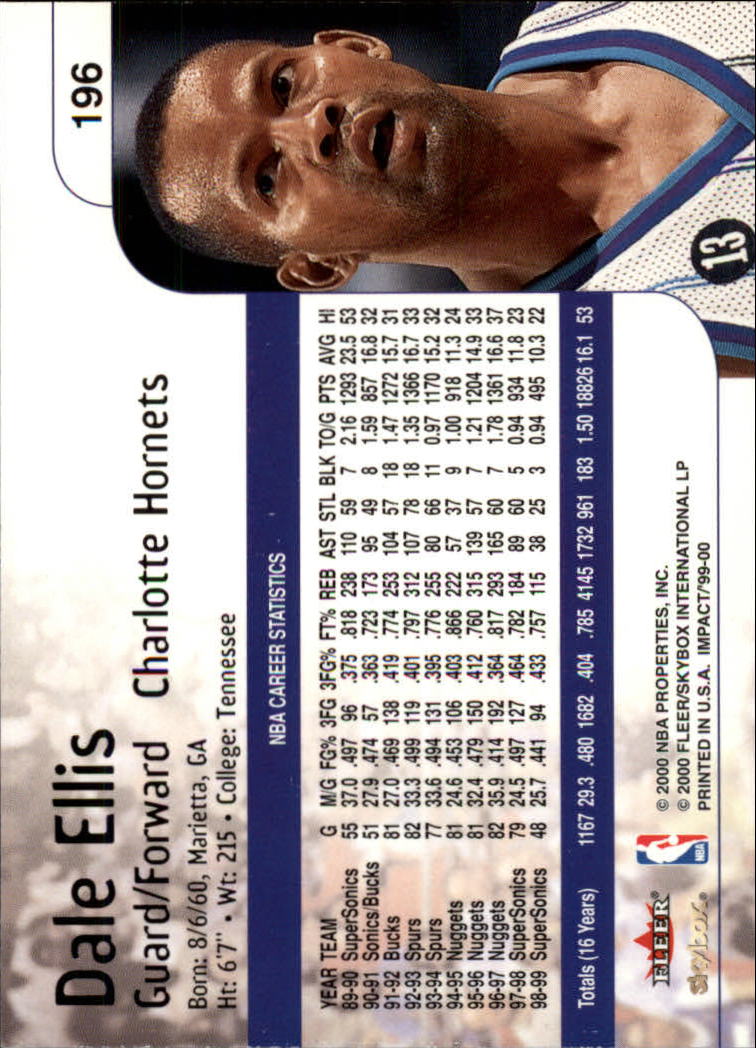 196
Dale Ellis
Guard/Forward Charlotte Hornets
Born: 8/6/60, Marietta, GA
Ht: 6'7" • Wt: 215 • College: Tennessee
NBA CAREER STATISTICS
YEAR TEAM G M/G FG% 3FG 3FG% FT% REB AST STL BLK TO/G PTS AVG HI
89-90 SuperSonics 55 37.0 .497 96 .375 .818 238 110 59 7 2.16 1293 23.5 53
90-91 Sonics/Bucks 51 27.9 .474 57 .363 .723 173 95 49 8 1.59 857 16.8 32
91-92 Bucks 81 27.0 .469 138 .419 .774 253 104 57 18 1.47 1272 15.7 31
92-93 Spurs 82 33.3 .499 119 .401 .797 312 107 78 18 1.35 1366 16.7 33
93-94 Spurs 77 33.6 .494 131 .395 .776 255 80 66 11 0.97 1170 15.2 32
94-95 Nuggets 81 24.6 .453 106 .403 .866 222 57 37 9 1.00 918 11.3 24
95-96 Nuggets 81 32.4 .479 150 .412 .760 315 139 57 7 1.21 1204 14.9 33
96-97 Nuggets 82 35.9 .414 192 .364 .817 293 165 60 7 1.78 1361 16.6 37
97-98 SuperSonics 79 24.5 .497 127 .464 .782 184 89 60 5 0.94 934 11.8 23
98-99 SuperSonics 48 25.7 .441 94 .433 .757 115 38 25 3 0.94 495 10.3 22
Totals (16 Years) 1167 29.3 .480 1682 .404 .785 4145 1732 961 183 1.50 18826 16.1 53
13
FLEER®
skybox
NBA
© 2000 NBA PROPERTIES, INC.
© 2000 FLEER/SKYBOX INTERNATIONAL LP
PRINTED IN U.S.A. IMPACT/'99-00